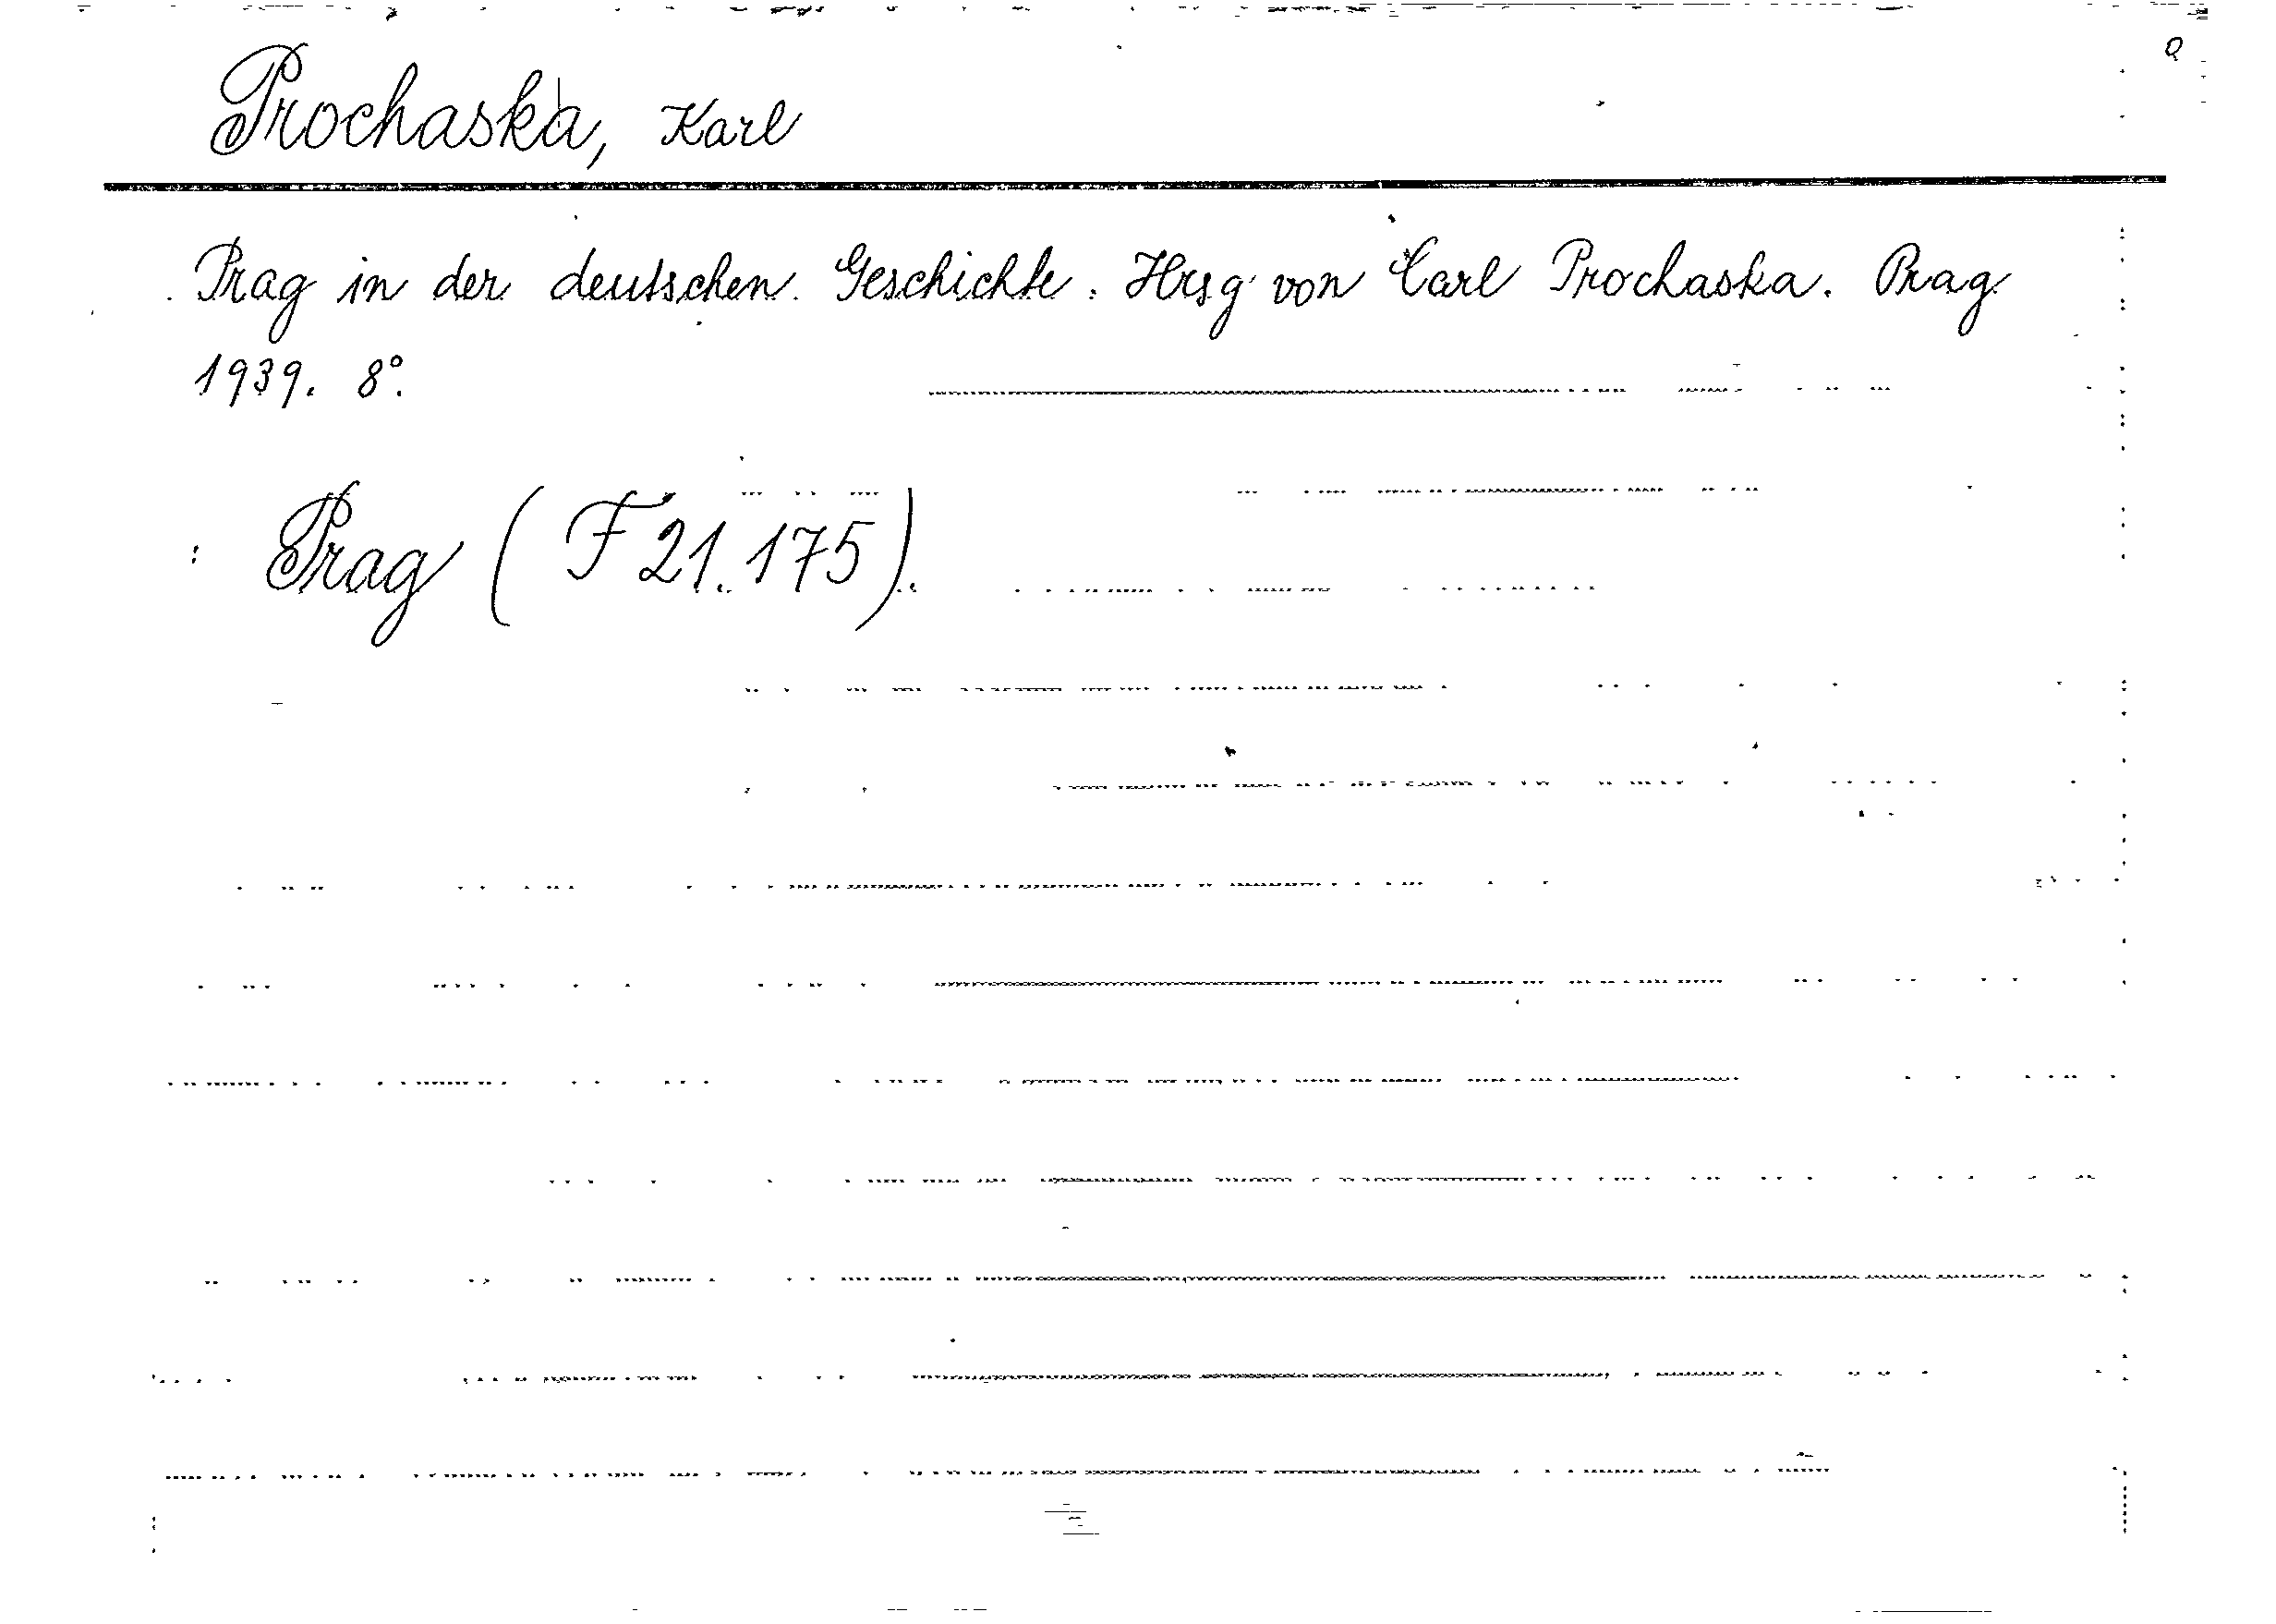 Prochaska, Karl
Prag in der deutschen Geschichte. Hrsg von Carl Prochaska. Prag
1939. 8°.
Prag (F 21.175).